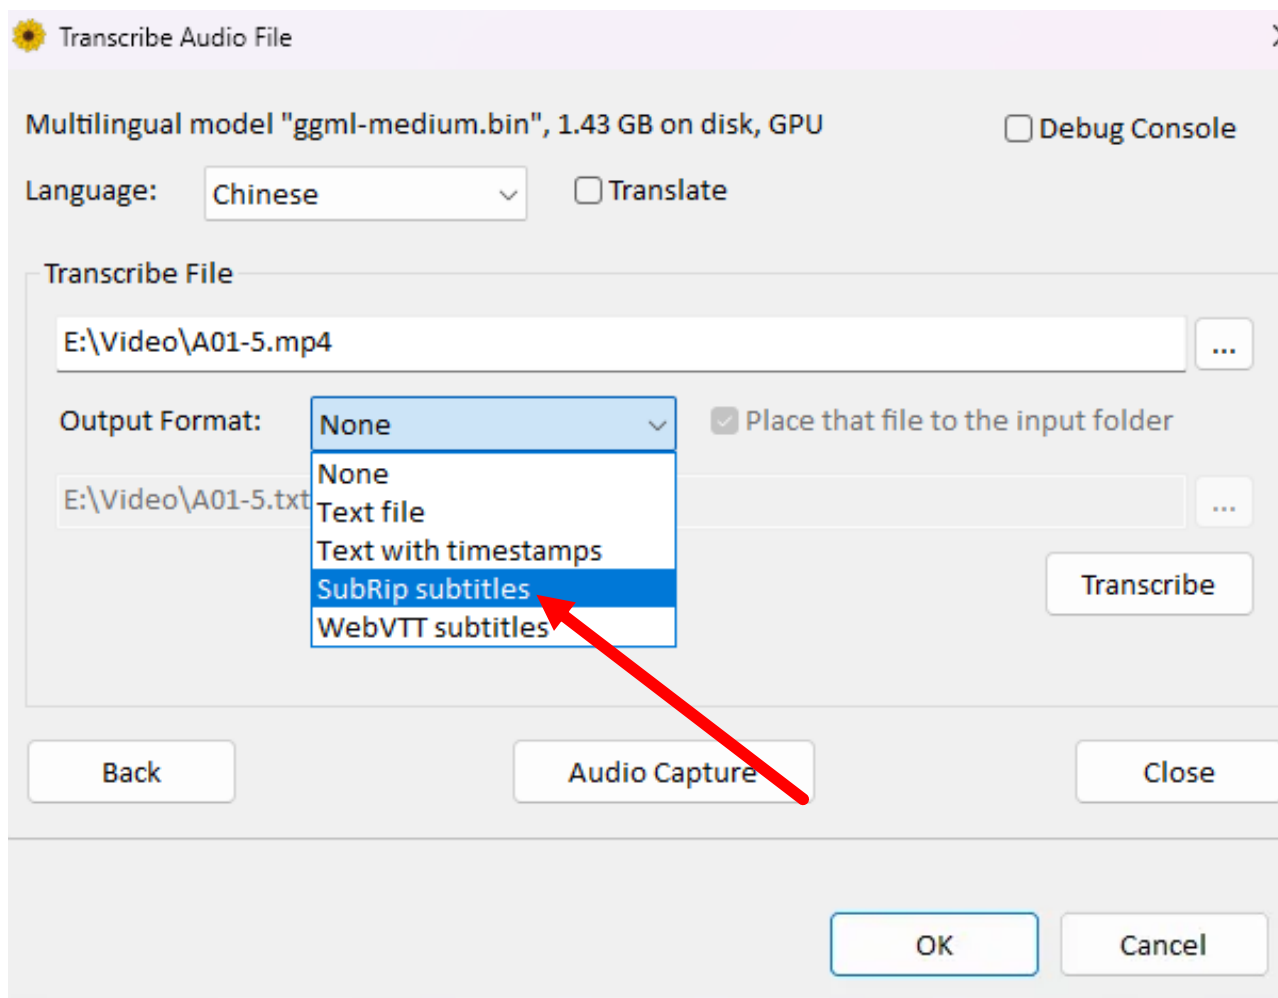 Transcribe Audio File
Multilingual model "ggml-medium.bin", 1.43 GB on disk, GPU
Debug Console
Language:
Chinese
Translate
Transcribe File
E:\Video\A01-5.mp4
...
Output Format:
None
Place that file to the input folder
None
E:\Video\A01-5.txt
...
Text file
Text with timestamps
SubRip subtitles
Transcribe
WebVTT subtitles
Back
Audio Capture
Close
OK
Cancel